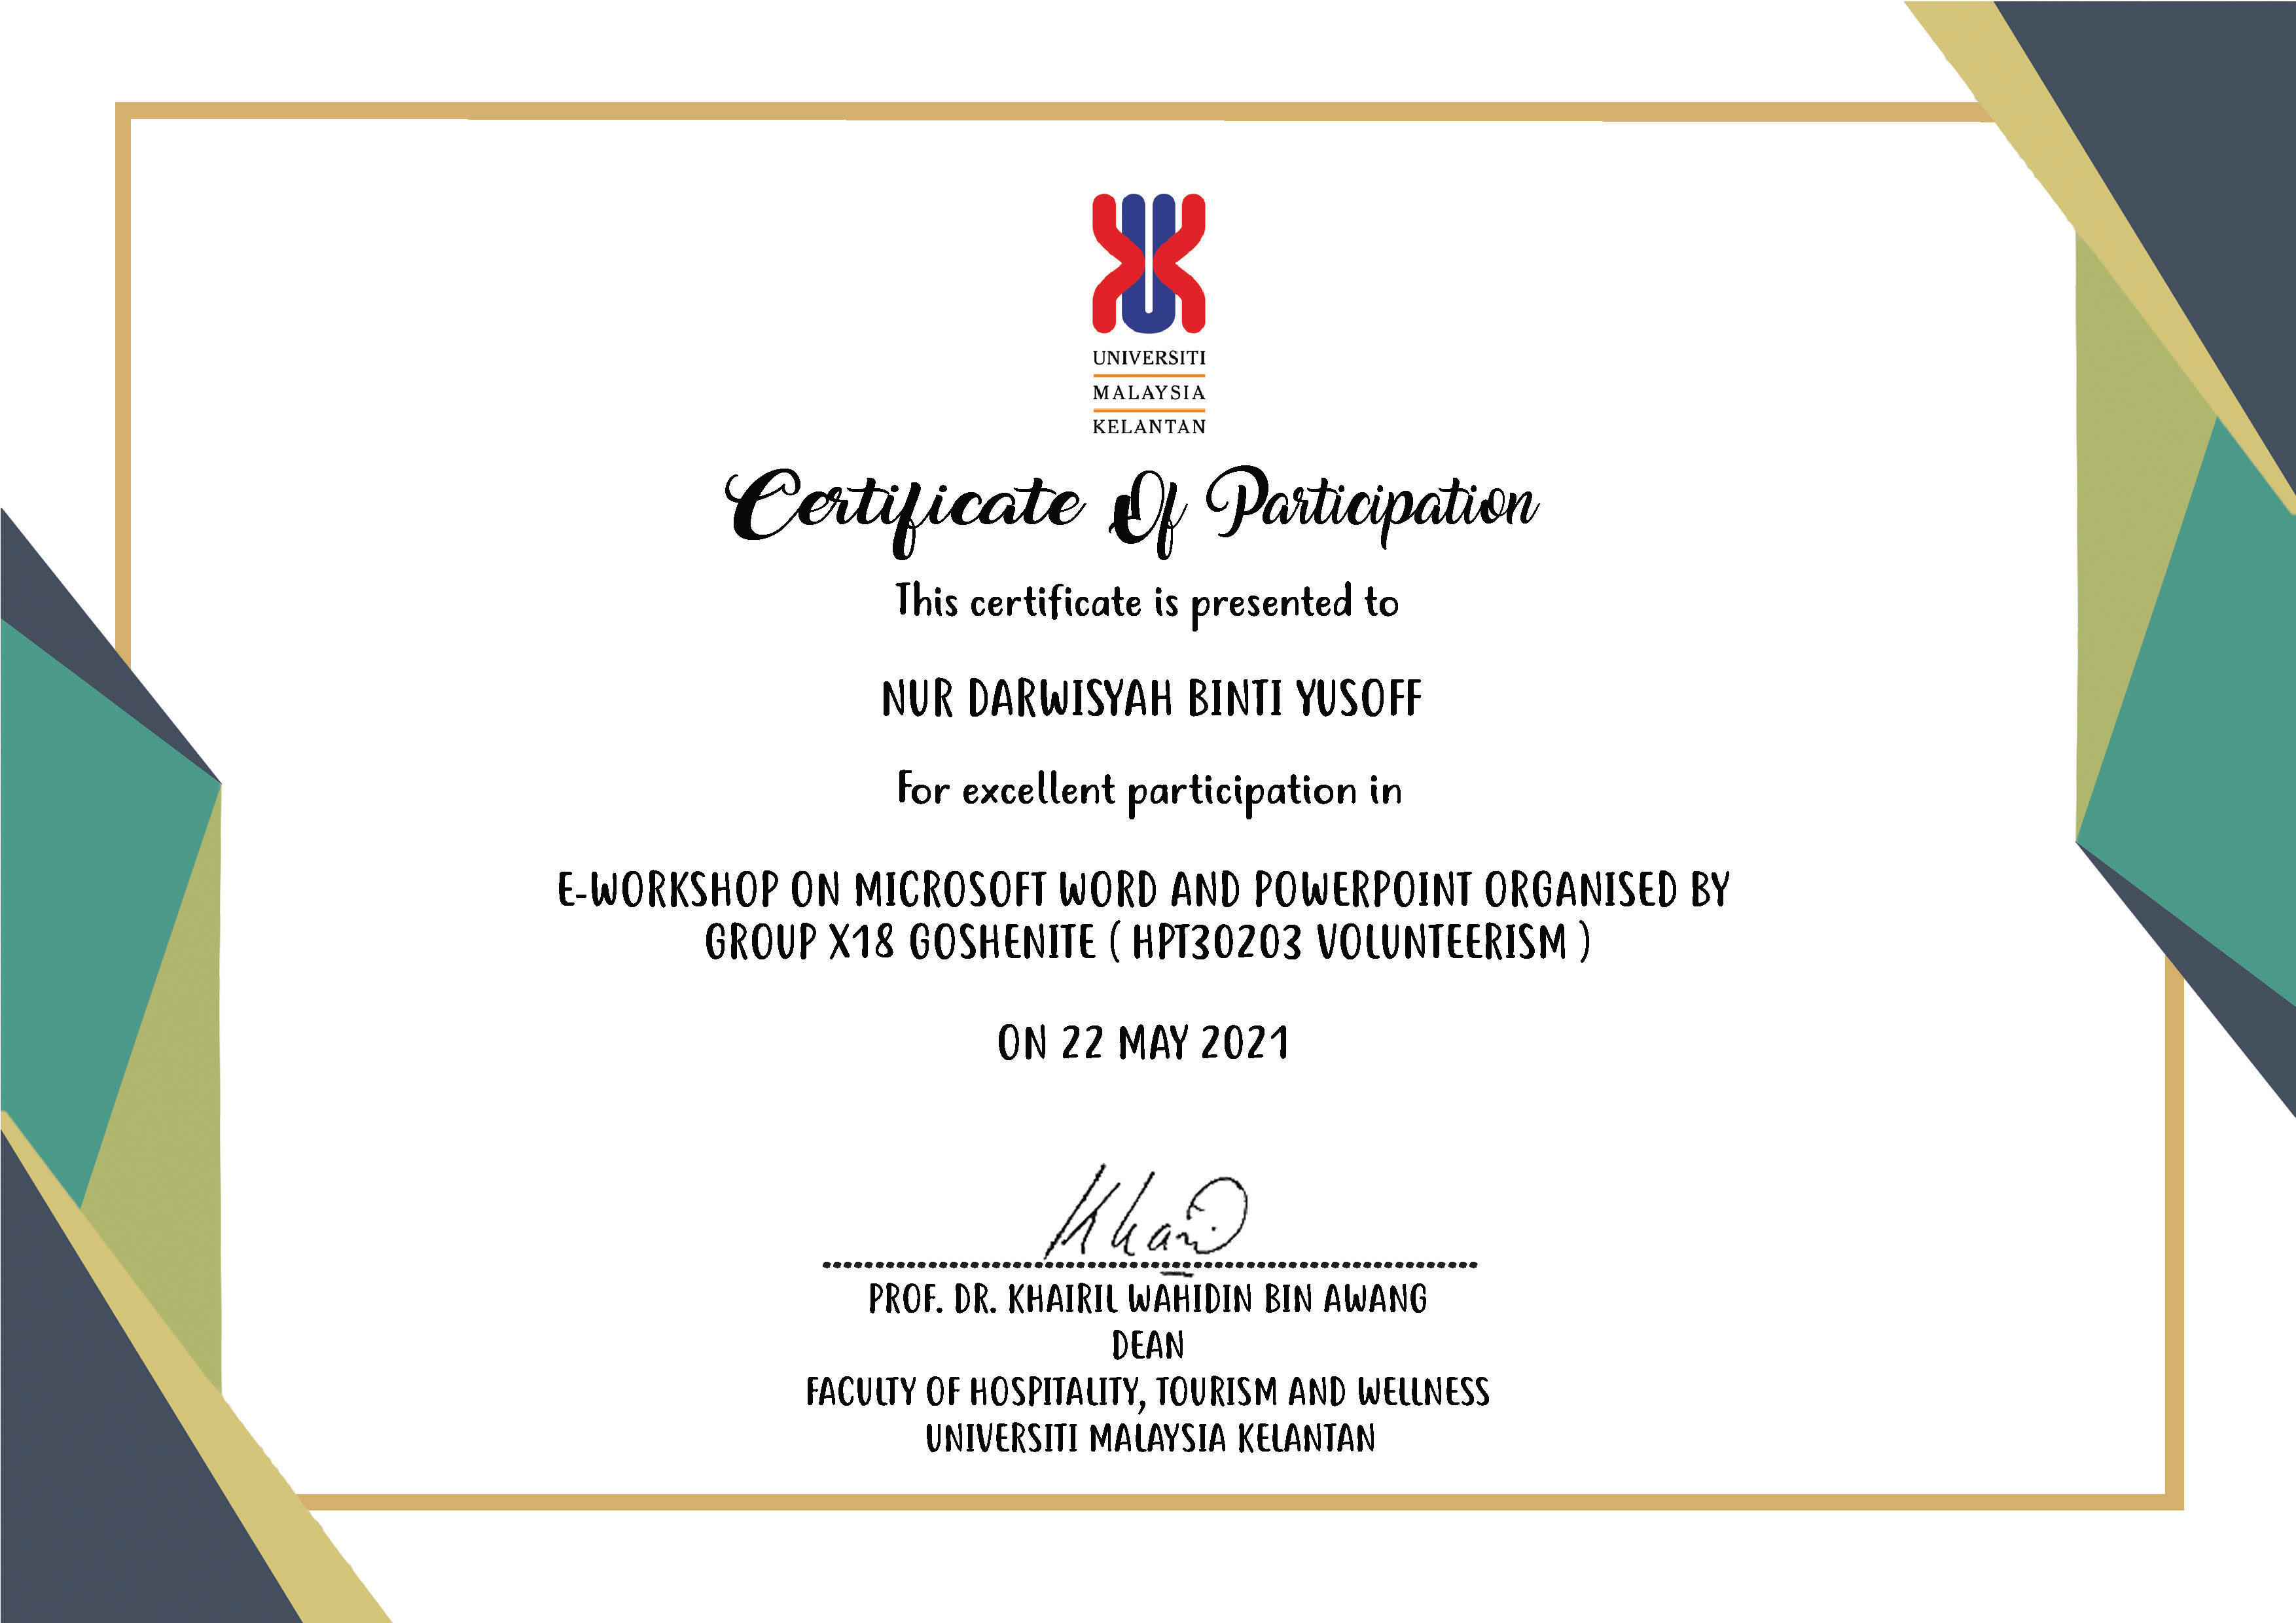 UNIVERSITI
MALAYSIA
KELANTAN
Certificate Of Participation
This certificate is presented to
NUR DARWISYAH BINTI YUSOFF
For excellent participation in
E-WORKSHOP ON MICROSOFT WORD AND POWERPOINT ORGANISED BY
GROUP X18 GOSHENITE ( HPT30203 VOLUNTEERISM )
ON 22 MAY 2021
PROF. DR. KHAIRIL WAHIDIN BIN AWANG
DEAN
FACULTY OF HOSPITALITY, TOURISM AND WELLNESS
UNIVERSITI MALAYSIA KELANTAN